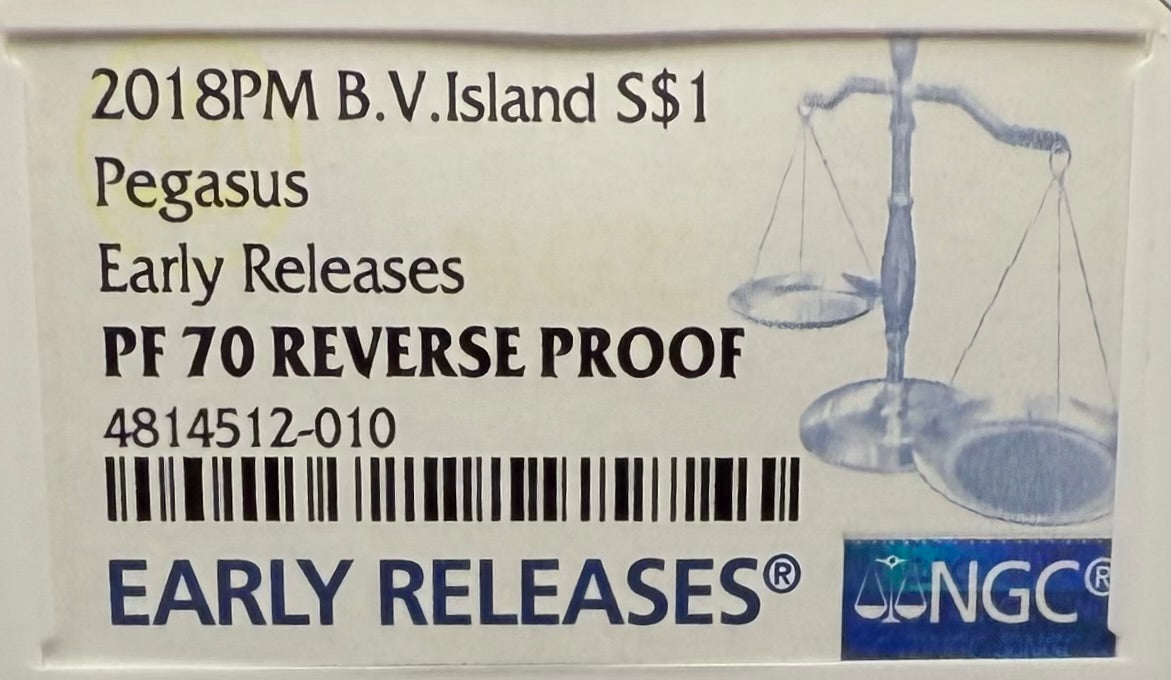 2018PM B.V.Island S$1
Pegasus
Early Releases
PF 70 REVERSE PROOF
4814512-010
EARLY RELEASES®
NGC®